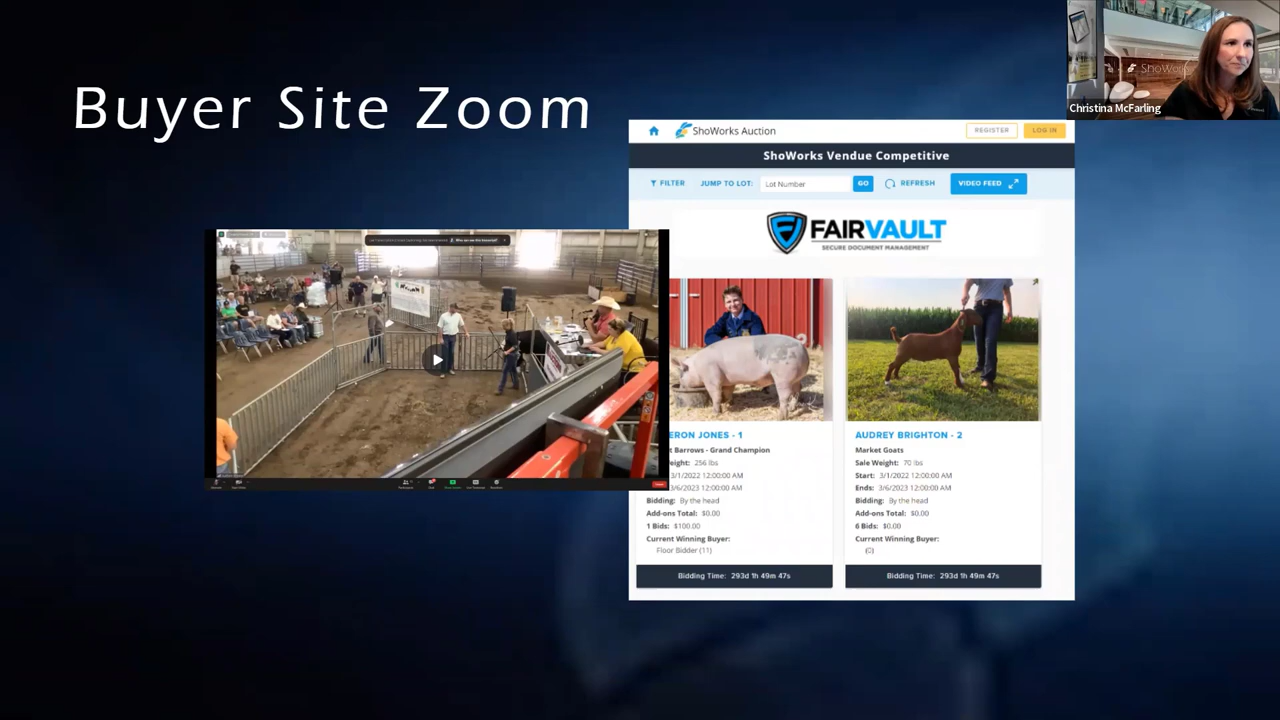 Buyer Site Zoom
ShoWorks
Christina McFarling
ShoWorks Auction
REGISTER
LOG IN
ShoWorks Vendue Competitive
FILTER
JUMP TO LOT:
Lot Number
GO
REFRESH
VIDEO FEED
FAIRVAULT
SECURE DOCUMENT MANAGEMENT
ERON JONES - 1
t Barrows - Grand Champion
eight: 256 lbs
3/1/2022 12:00:00 AM
3/6/2023 12:00:00 AM
Bidding: By the head
Add-ons Total: $0.00
1 Bids: $100.00
Current Winning Buyer:
Floor Bidder (11)
Bidding Time: 293d 1h 49m 47s
AUDREY BRIGHTON - 2
Market Goats
Sale Weight: 70 lbs
Start: 3/1/2022 12:00:00 AM
Ends: 3/6/2023 12:00:00 AM
Bidding: By the head
Add-ons Total: $0.00
6 Bids: $0.00
Current Winning Buyer:
(0)
Bidding Time: 293d 1h 49m 47s